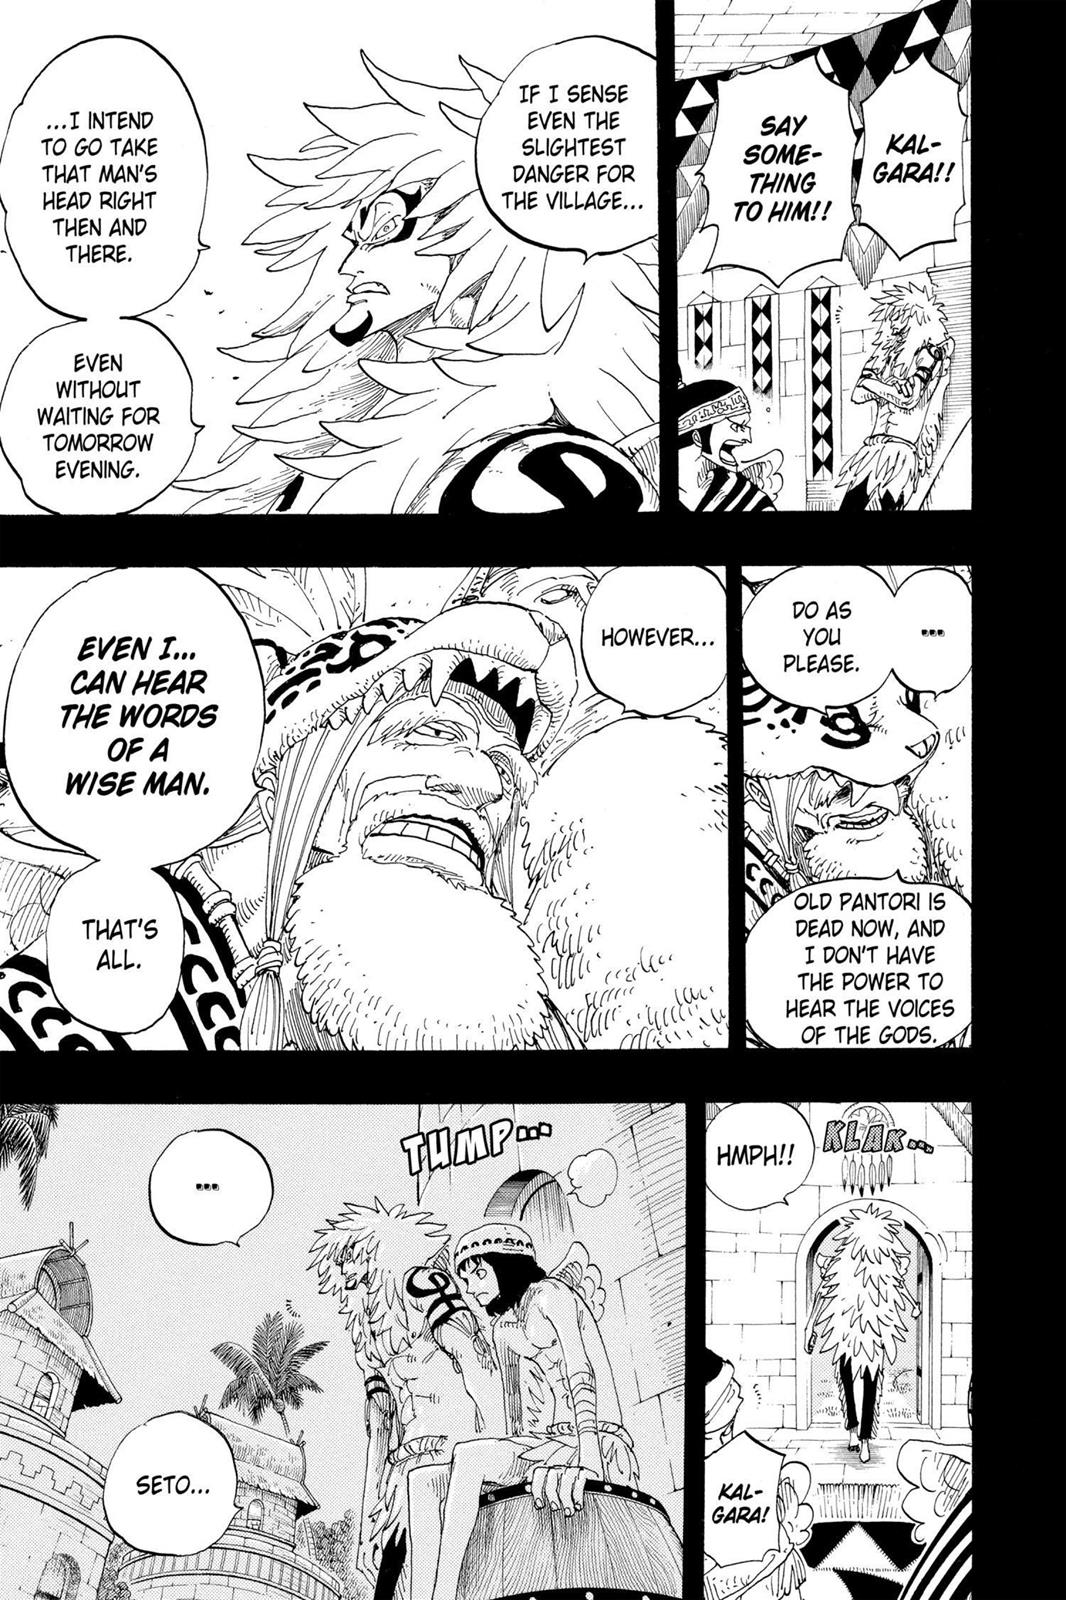 KAL-
GARA!!
SAY
SOME-
THING
TO HIM!!
IF I SENSE
EVEN THE
SLIGHTEST
DANGER FOR
THE VILLAGE...
...I INTEND
TO GO TAKE
THAT MAN'S
HEAD RIGHT
THEN AND
THERE.
EVEN
WITHOUT
WAITING FOR
TOMORROW
EVENING.
...
DO AS
YOU
PLEASE.
OLD PANTORI IS
DEAD NOW, AND
I DON'T HAVE
THE POWER TO
HEAR THE VOICES
OF THE GODS.
HOWEVER...
EVEN I...
CAN HEAR
THE WORDS
OF A
WISE MAN.
THAT'S
ALL.
HMPH!!
KLAK...
KAL-
GARA!
TUMP...
...
SETO...